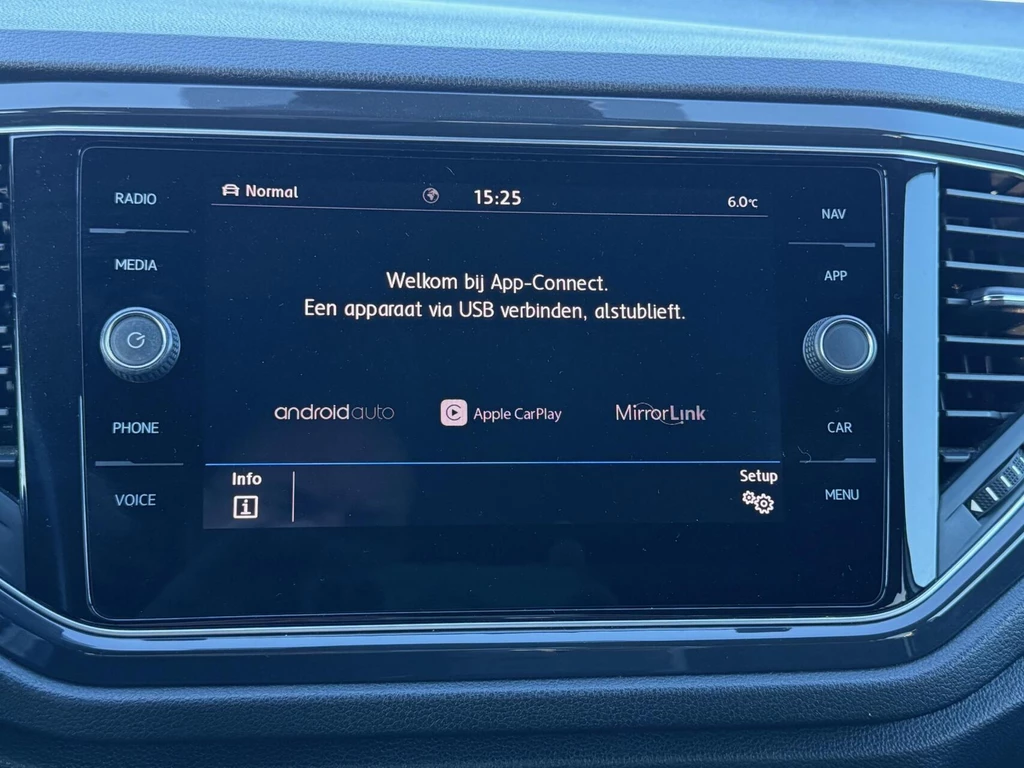 RADIO
MEDIA
PHONE
VOICE
Normal
15:25
6.0°C
Welkom bij App-Connect.
Een apparaat via USB verbinden, alstublieft.
androidauto
Apple CarPlay
MirrorLink
Info
Setup
NAV
APP
CAR
MENU